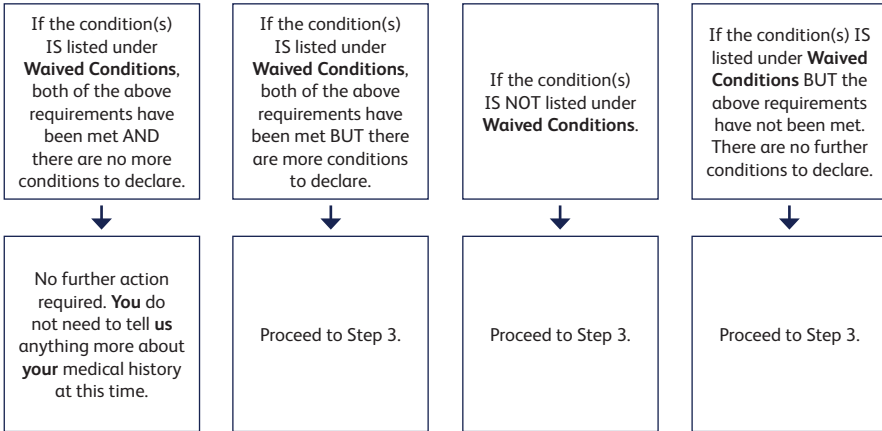 If the condition(s)
IS listed under
Waived Conditions,
both of the above
requirements have
been met AND
there are no more
conditions to declare.
If the condition(s)
IS listed under
Waived Conditions,
both of the above
requirements have
been met BUT there
are more conditions
to declare.
If the condition(s)
IS NOT listed under
Waived Conditions.
If the condition(s) IS
listed under Waived
Conditions BUT the
above requirements
have not been met.
There are no further
conditions to declare.
No further action
required. You do
not need to tell us
anything more about
your medical history
at this time.
Proceed to Step 3.
Proceed to Step 3.
Proceed to Step 3.